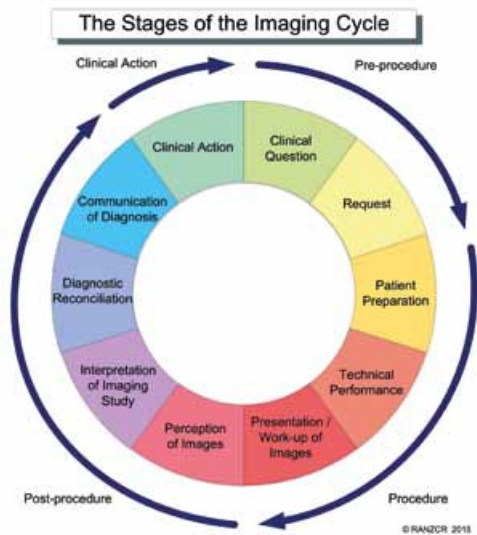 The Stages of the Imaging Cycle
Clinical Action
Pre-procedure
Clinical Action
Clinical
Question
Request
Patient
Preparation
Technical
Performance
Presentation /
Work-up of
Images
Perception
of Images
Interpretation
of Imaging
Study
Diagnostic
Reconciliation
Communication
of Diagnosis
Post-procedure
Procedure
© RANZCR 2015